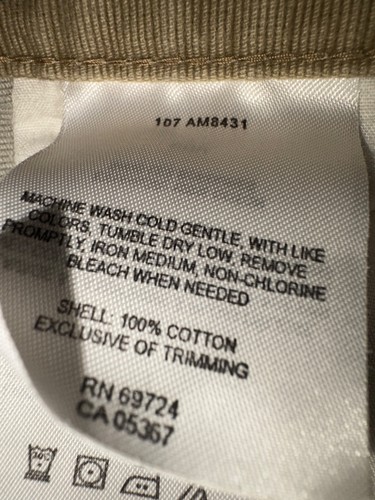 107 AM8431
MACHINE WASH COLD GENTLE, WITH LIKE
COLORS, TUMBLE DRY LOW, REMOVE
PROMPTLY, IRON MEDIUM, NON-CHLORINE
BLEACH WHEN NEEDED
SHELL: 100% COTTON
EXCLUSIVE OF TRIMMING
RN 69724
CA 05367